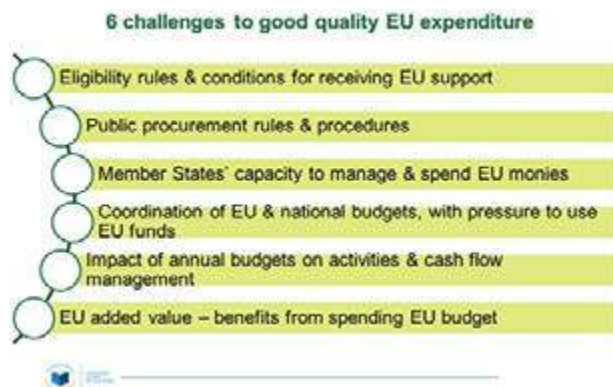 6 challenges to good quality EU expenditure
Eligibility rules & conditions for receiving EU support
Public procurement rules & procedures
Member States' capacity to manage & spend EU monies
Coordination of EU & national budgets, with pressure to use
EU funds
Impact of annual budgets on activities & cash flow
management
EU added value – benefits from spending EU budget